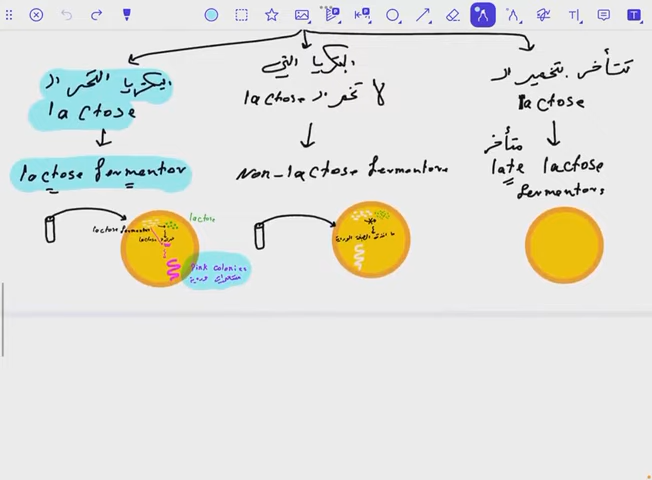 البكتريا التي تخمر ال
lactose
lactose fermentor
lactose
lactose fermentor
Pink colonies
مستعمرات وردية
البكتريا التي
لا تخمر ال lactose
Non-lactose fermentors
تتأخر بتخمير ال
lactose
متأخر
late lactose
fermentors